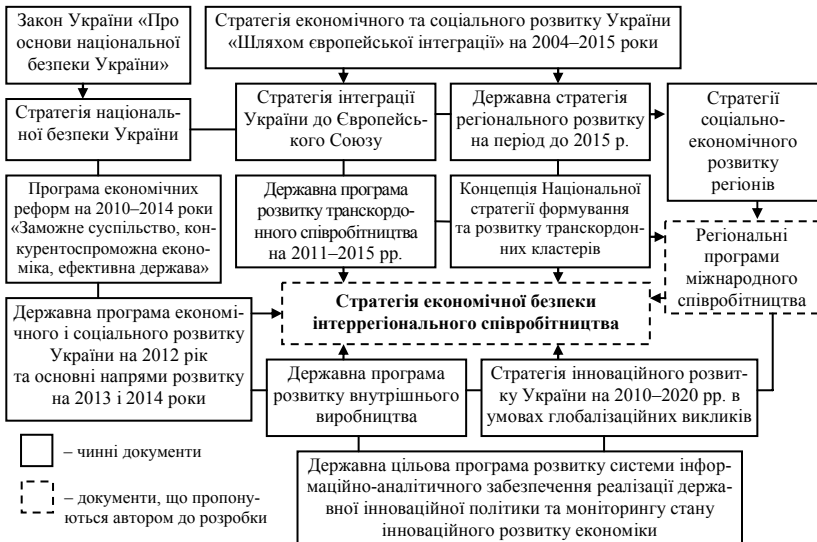 Закон України «Про
основи національної
безпеки України»
Стратегія економічного та соціального розвитку України
«Шляхом європейської інтеграції» на 2004–2015 роки
Стратегія національ-
ної безпеки України
Стратегія інтеграції
України до Європейсь-
кого Союзу
Державна стратегія
регіонального розвитку
на період до 2015 р.
Стратегії
соціально-
економічного
розвитку
регіонів
Програма економічних
реформ на 2010–2014 роки
«Заможне суспільство, кон-
курентоспроможна еконо-
міка, ефективна держава»
Державна програма
розвитку транскордо-
нного співробітництва
на 2011–2015 рр.
Концепція Національної
стратегії формування
та розвитку транскордон-
них кластерів
Регіональні
програми
міжнародного
співробітництва
Стратегія економічної безпеки
інтеррегіонального співробітництва
Державна програма економі-
чного і соціального розвитку
України на 2012 рік
та основні напрями розвитку
на 2013 і 2014 роки
Державна програма
розвитку внутрішнього
виробництва
Стратегія інноваційного розвит-
ку України на 2010–2020 рр. в
умовах глобалізаційних викликів
– чинні документи
– документи, що пропону-
ються автором до розробки
Державна цільова програма розвитку системи інфор-
маційно-аналітичного забезпечення реалізації держ-
авної інноваційної політики та моніторингу стану
інноваційного розвитку економіки